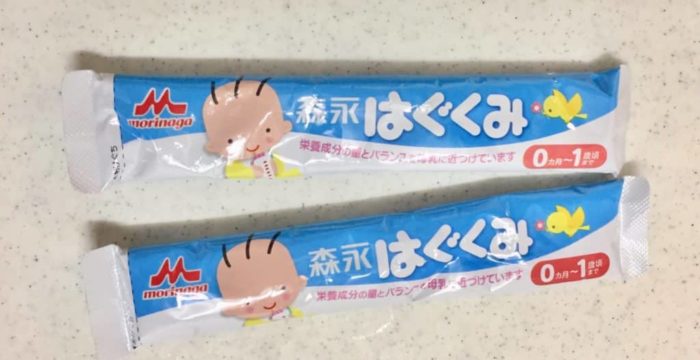 morinaga
森永はぐくみ
栄養成分の量とバランスを母乳に近づけています
0カ月〜1歳頃まで
morinaga
森永はぐくみ
栄養成分の量とバランスを母乳に近づけています
0カ月〜1歳頃まで